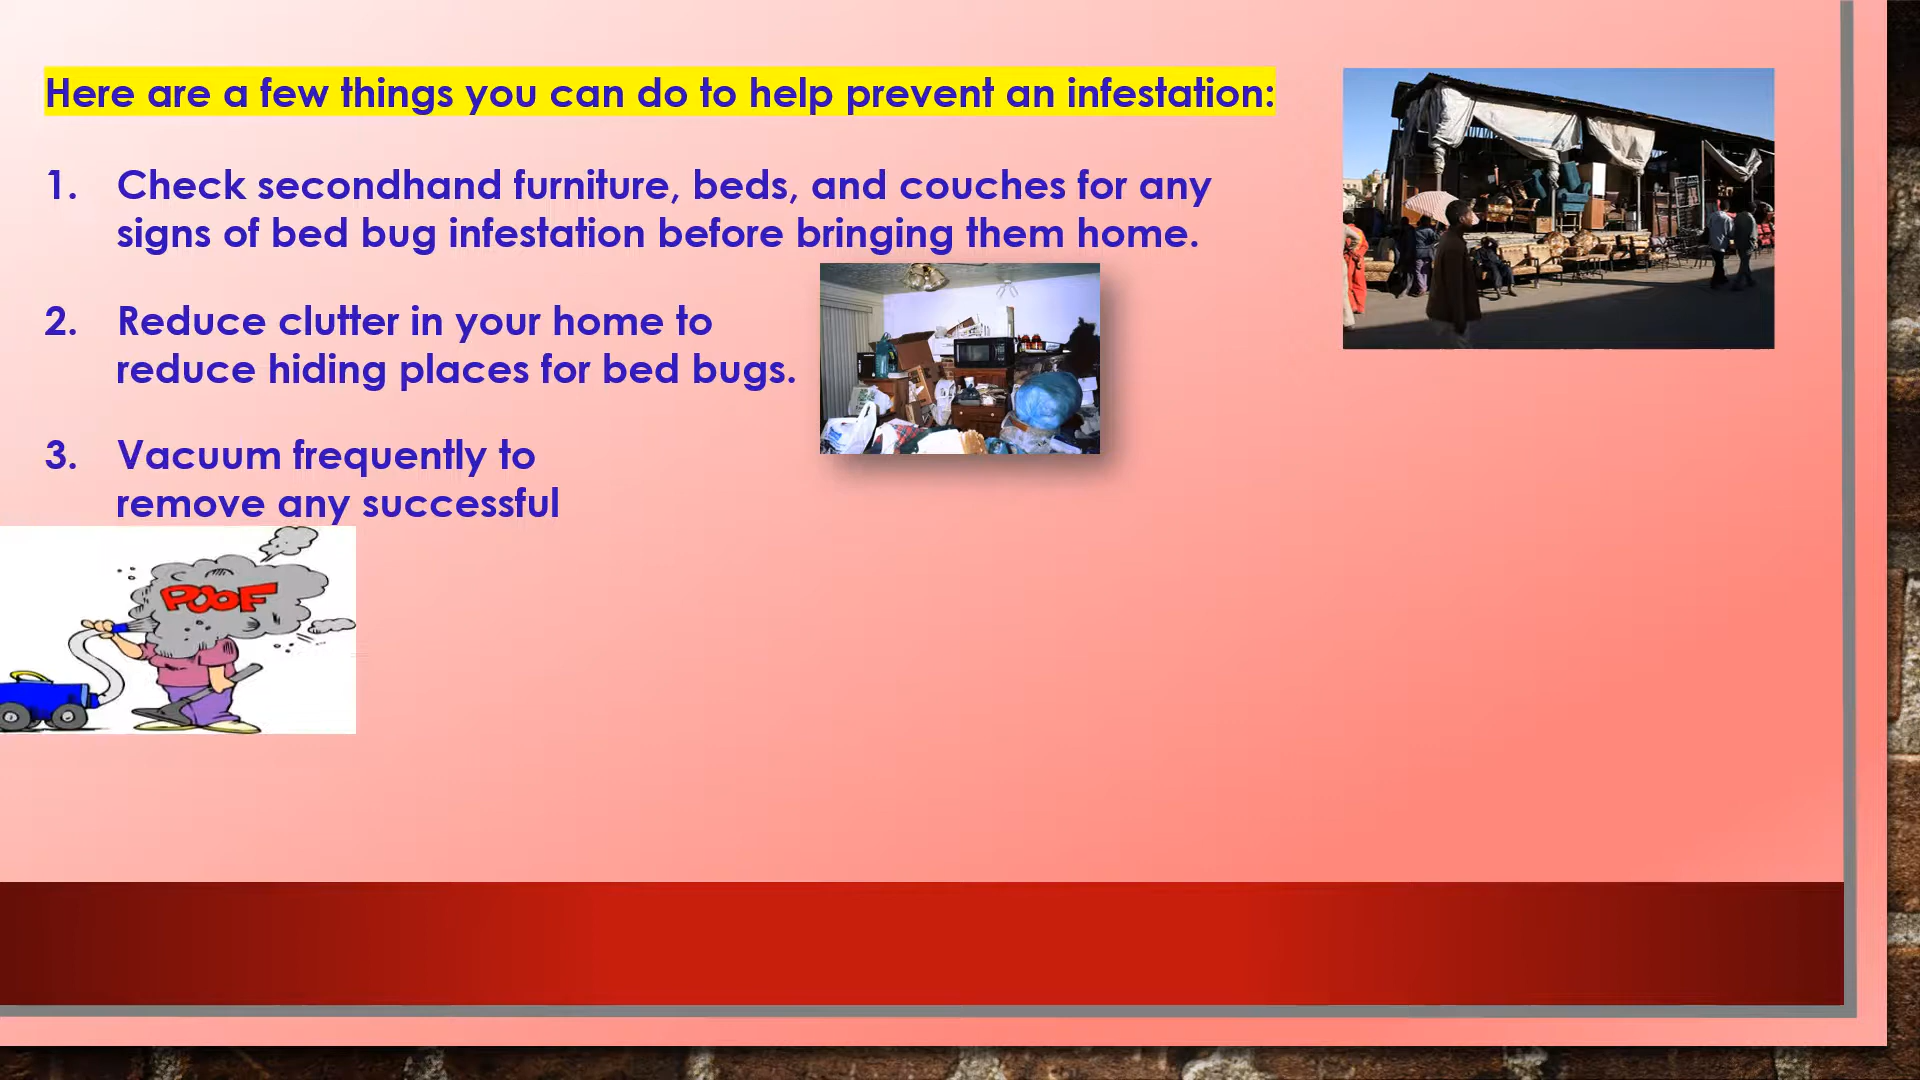 Here are a few things you can do to help prevent an infestation:
1. Check secondhand furniture, beds, and couches for any
signs of bed bug infestation before bringing them home.
2. Reduce clutter in your home to
reduce hiding places for bed bugs.
3. Vacuum frequently to
remove any successful
POOF